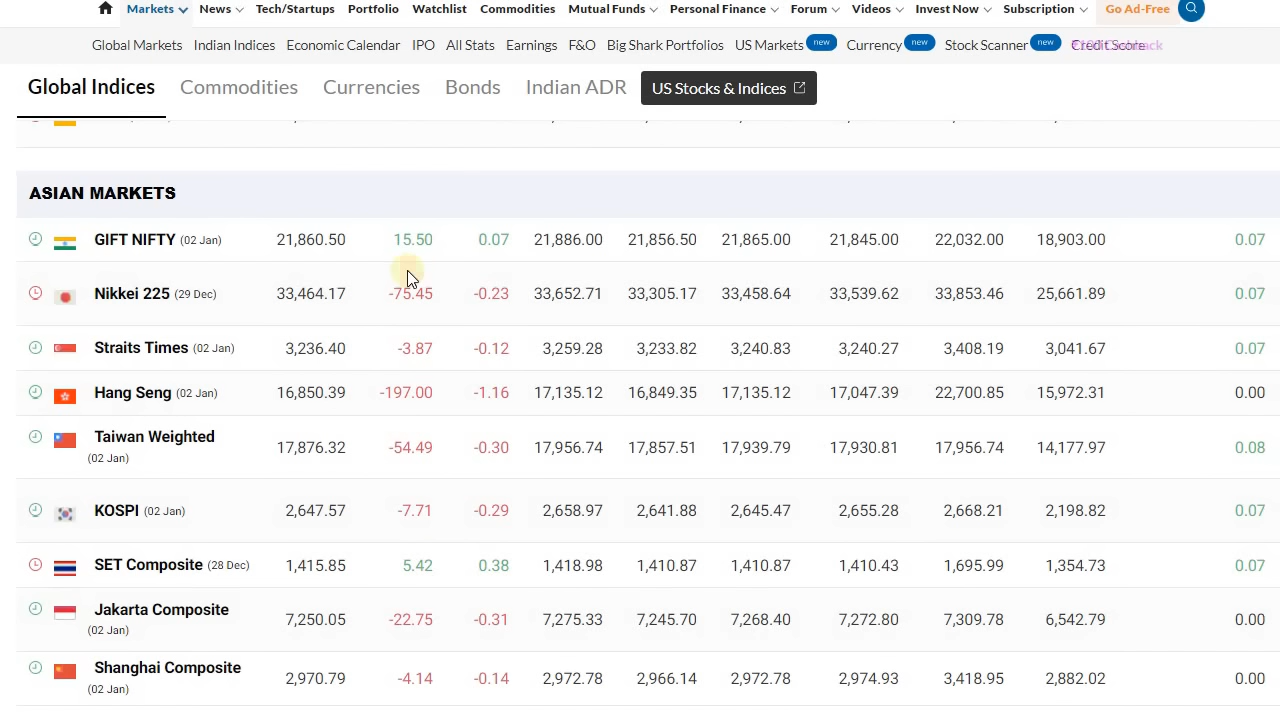 Markets News Tech/Startups Portfolio Watchlist Commodities Mutual Funds Personal Finance Forum Videos Invest Now Subscription Go Ad-Free
Global Markets Indian Indices Economic Calendar IPO All Stats Earnings F&O Big Shark Portfolios US Markets new Currency new Stock Scanner new Credit Score
Global Indices Commodities Currencies Bonds Indian ADR US Stocks & Indices
ASIAN MARKETS
GIFT NIFTY (02 Jan) 21,860.50 15.50 0.07 21,886.00 21,856.50 21,865.00 21,845.00 22,032.00 18,903.00 0.07
Nikkei 225 (29 Dec) 33,464.17 -75.45 -0.23 33,652.71 33,305.17 33,458.64 33,539.62 33,853.46 25,661.89 0.07
Straits Times (02 Jan) 3,236.40 -3.87 -0.12 3,259.28 3,233.82 3,240.83 3,240.27 3,408.19 3,041.67 0.07
Hang Seng (02 Jan) 16,850.39 -197.00 -1.16 17,135.12 16,849.35 17,135.12 17,047.39 22,700.85 15,972.31 0.00
Taiwan Weighted
(02 Jan) 17,876.32 -54.49 -0.30 17,956.74 17,857.51 17,939.79 17,930.81 17,956.74 14,177.97 0.08
KOSPI (02 Jan) 2,647.57 -7.71 -0.29 2,658.97 2,641.88 2,645.47 2,655.28 2,668.21 2,198.82 0.07
SET Composite (28 Dec) 1,415.85 5.42 0.38 1,418.98 1,410.87 1,410.87 1,410.43 1,695.99 1,354.73 0.07
Jakarta Composite
(02 Jan) 7,250.05 -22.75 -0.31 7,275.33 7,245.70 7,268.40 7,272.80 7,309.78 6,542.79 0.00
Shanghai Composite
(02 Jan) 2,970.79 -4.14 -0.14 2,972.78 2,966.14 2,972.78 2,974.93 3,418.95 2,882.02 0.00